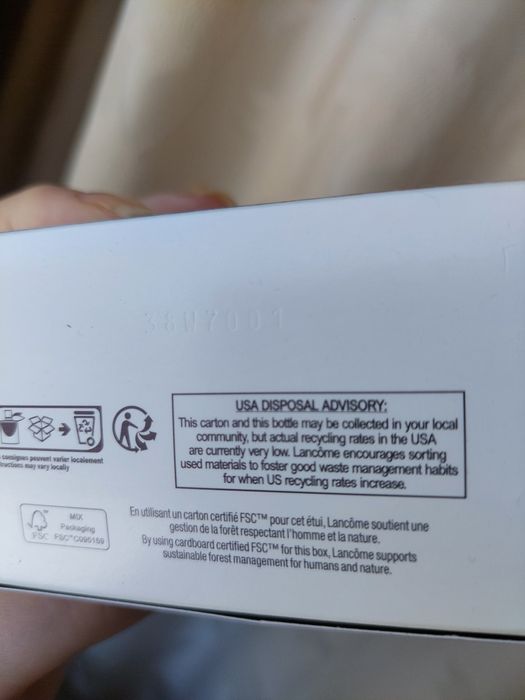 38U7001
USA DISPOSAL ADVISORY:
This carton and this bottle may be collected in your local
community, but actual recycling rates in the USA
are currently very low. Lancôme encourages sorting
used materials to foster good waste management habits
for when US recycling rates increase.
consignes peuvent varier localement
tructions may vary locally
MIX
Packaging
FSC FSC™C090169
En utilisant un carton certifié FSC™ pour cet étui, Lancôme soutient une
gestion de la forêt respectant l'homme et la nature.
By using cardboard certified FSC™ for this box, Lancôme supports
sustainable forest management for humans and nature.